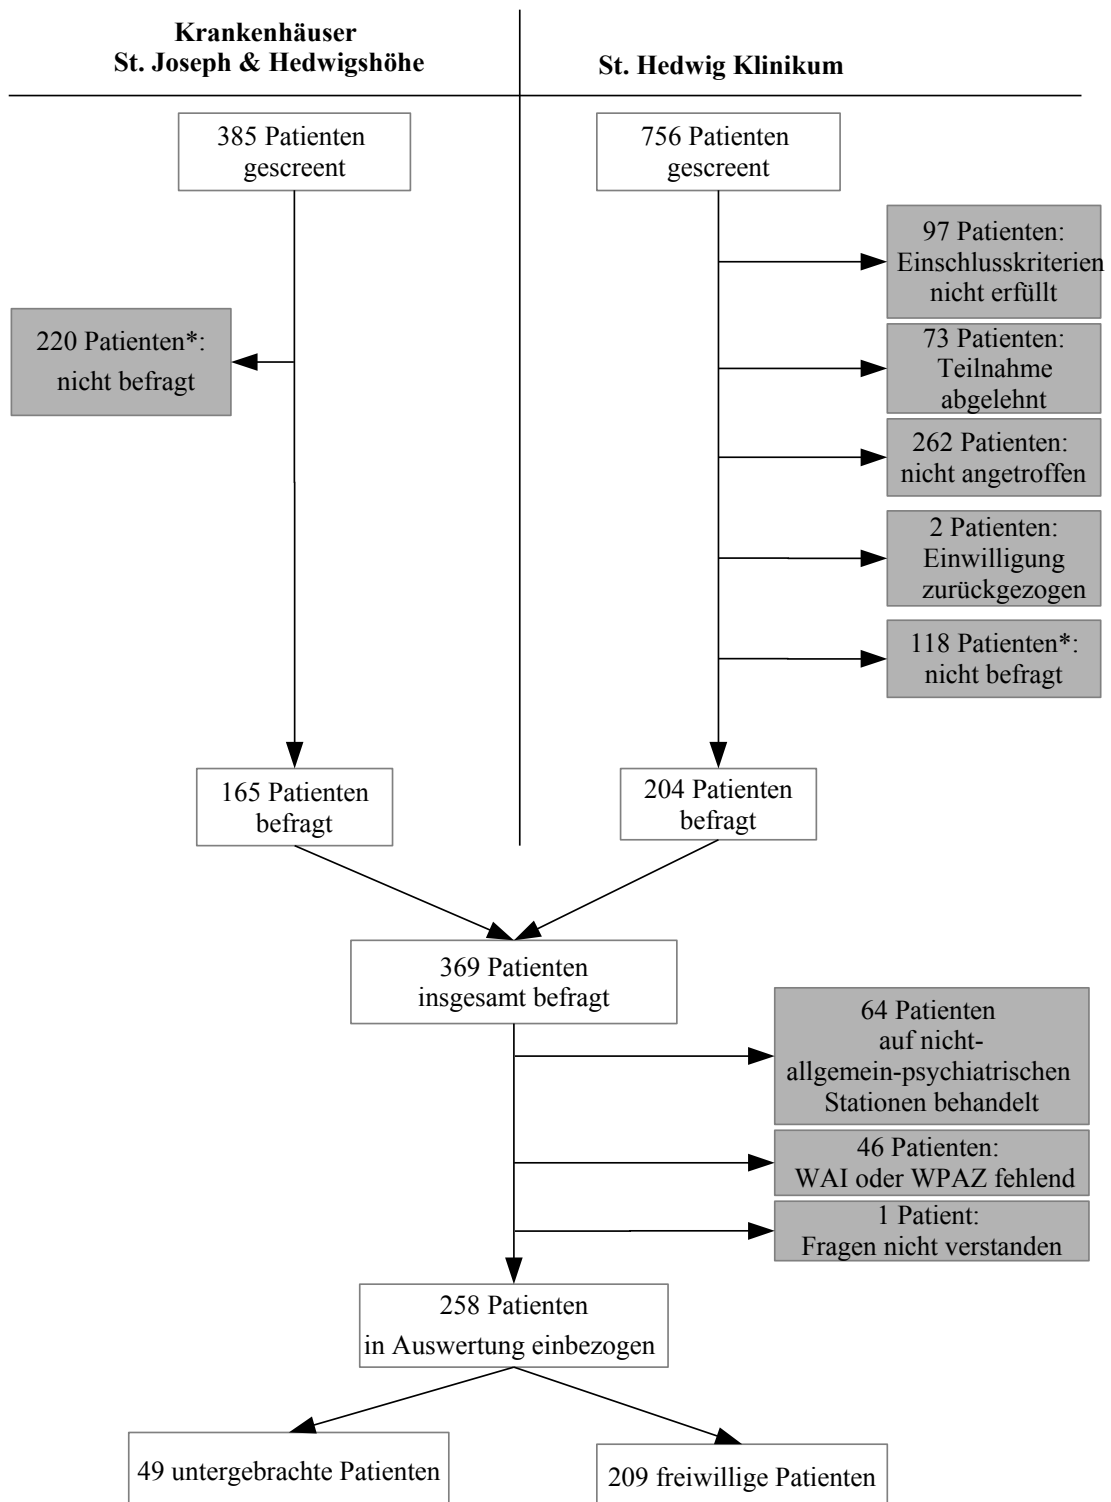 Krankenhäuser
St. Joseph & Hedwigshöhe
St. Hedwig Klinikum
385 Patienten
gescreent
756 Patienten
gescreent
97 Patienten:
Einschlusskriterien
nicht erfüllt
220 Patienten*:
nicht befragt
73 Patienten:
Teilnahme
abgelehnt
262 Patienten:
nicht angetroffen
2 Patienten:
Einwilligung
zurückgezogen
118 Patienten*:
nicht befragt
165 Patienten
befragt
204 Patienten
befragt
369 Patienten
insgesamt befragt
64 Patienten
auf nicht-
allgemein-psychiatrischen
Stationen behandelt
46 Patienten:
WAI oder WPAZ fehlend
1 Patient:
Fragen nicht verstanden
258 Patienten
in Auswertung einbezogen
49 untergebrachte Patienten
209 freiwillige Patienten